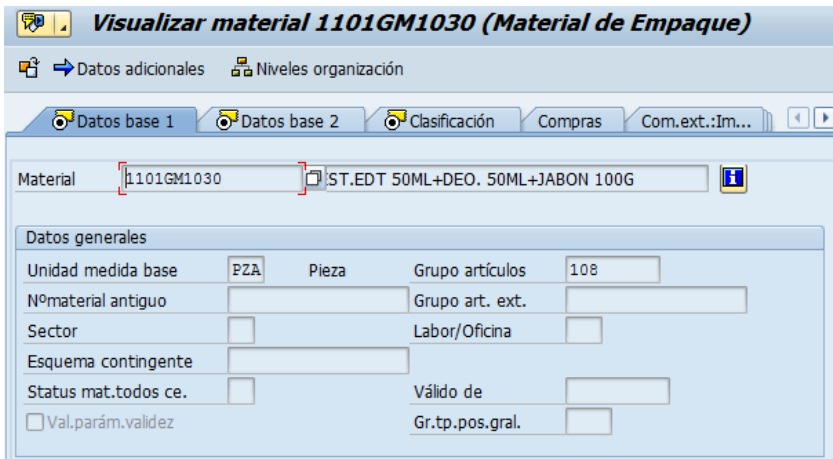 Visualizar material 1101GM1030 (Material de Empaque)
Datos adicionales Niveles organización
Datos base 1 Datos base 2 Clasificación Compras Com.ext.:Im...
Material 1101GM1030 ST.EDT 50ML+DEO. 50ML+JABON 100G
Datos generales
Unidad medida base PZA Pieza Grupo artículos 108
Nºmaterial antiguo Grupo art. ext.
Sector Labor/Oficina
Esquema contingente
Status mat.todos ce. Válido de
Val.parám.validez Gr.tp.pos.gral.